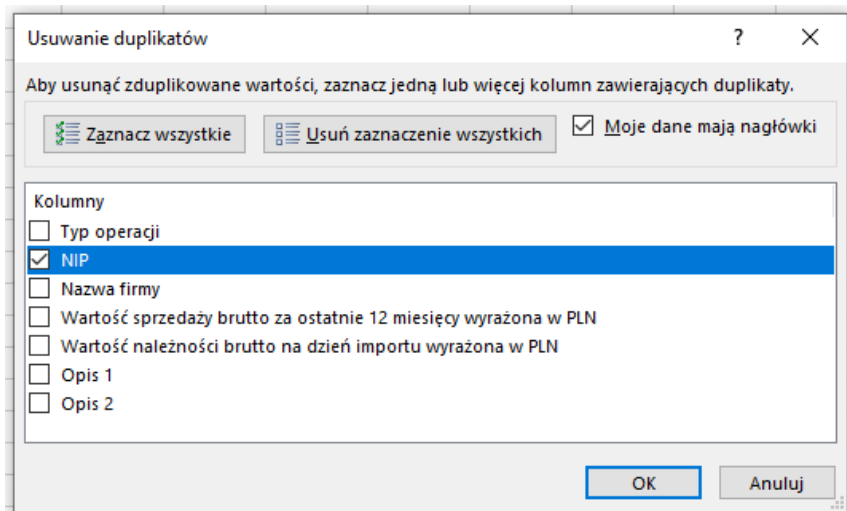 Usuwanie duplikatów
?
Aby usunąć zduplikowane wartości, zaznacz jedną lub więcej kolumn zawierających duplikaty.
Zaznacz wszystkie
Usuń zaznaczenie wszystkich
Moje dane mają nagłówki
Kolumny
Typ operacji
NIP
Nazwa firmy
Wartość sprzedaży brutto za ostatnie 12 miesięcy wyrażona w PLN
Wartość należności brutto na dzień importu wyrażona w PLN
Opis 1
Opis 2
OK
Anuluj